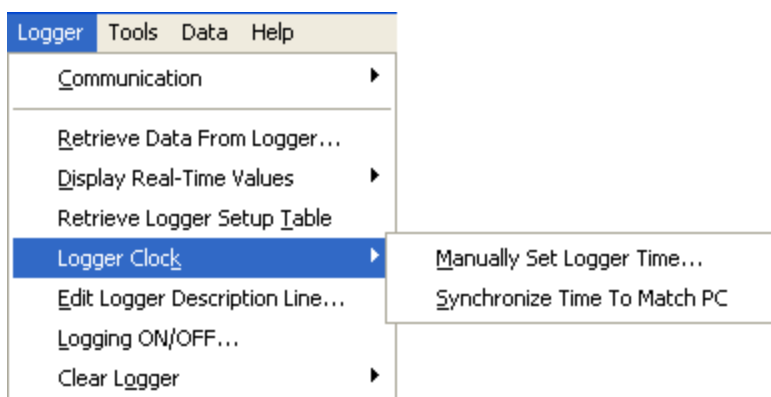 Logger Tools Data Help
Communication
Retrieve Data From Logger...
Display Real-Time Values
Retrieve Logger Setup Table
Logger Clock
Manually Set Logger Time...
Synchronize Time To Match PC
Edit Logger Description Line...
Logging ON/OFF...
Clear Logger